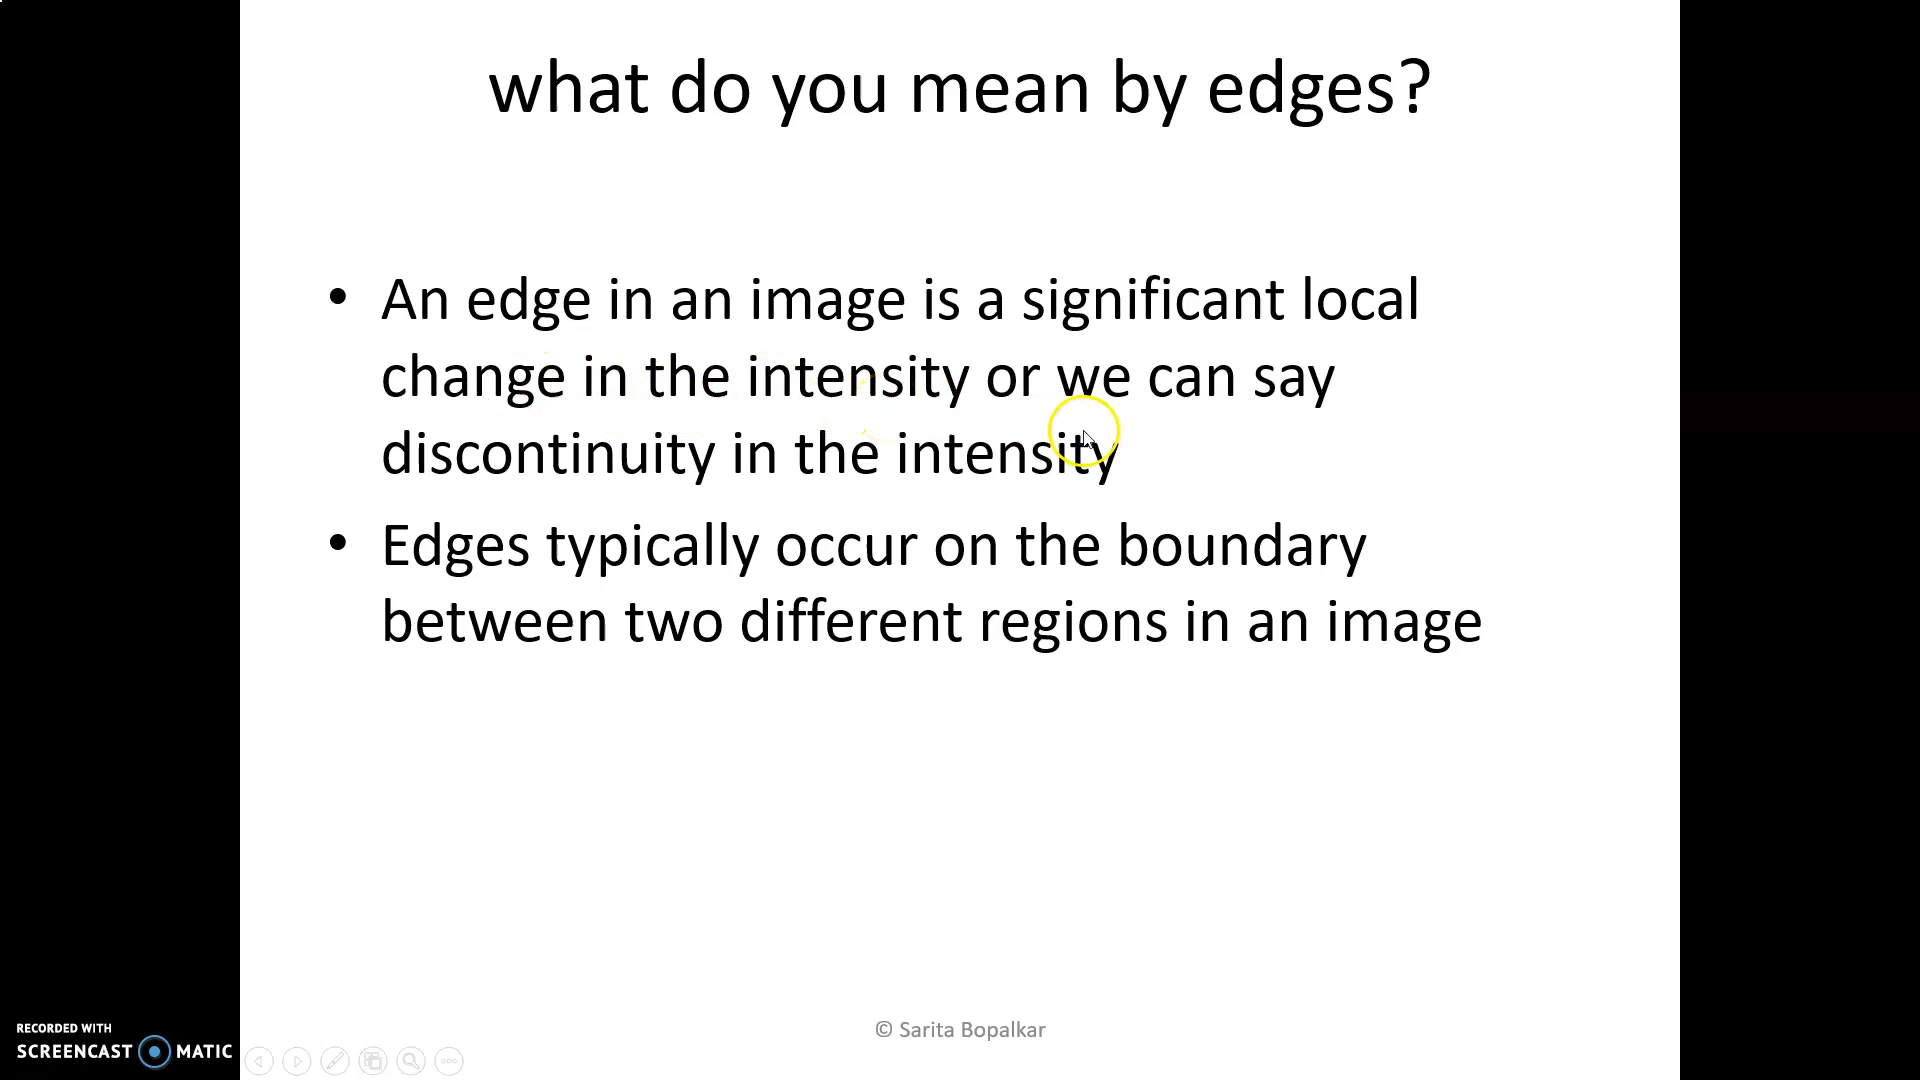 what do you mean by edges?
• An edge in an image is a significant local
change in the intensity or we can say
discontinuity in the intensity
• Edges typically occur on the boundary
between two different regions in an image
© Sarita Bopalkar
RECORDED WITH
SCREENCAST MATIC